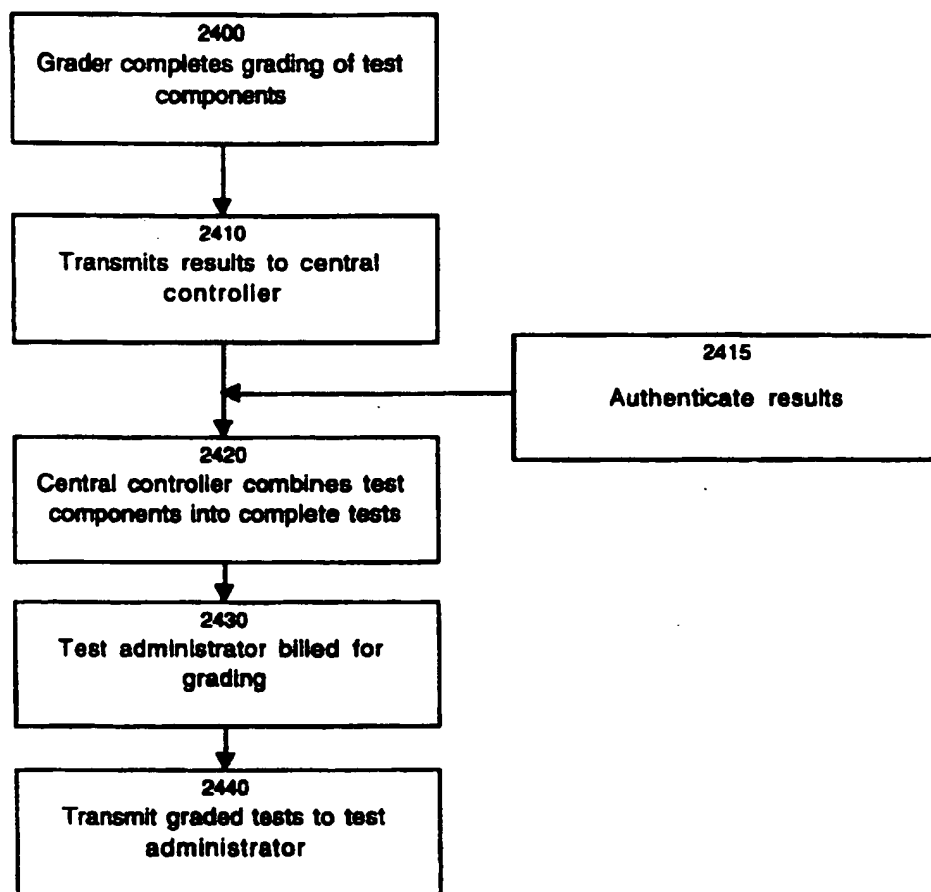 2400
Grader completes grading of test
components
2410
Transmits results to central
controller
2415
Authenticate results
2420
Central controller combines test
components into complete tests
2430
Test administrator billed for
grading
2440
Transmit graded tests to test
administrator